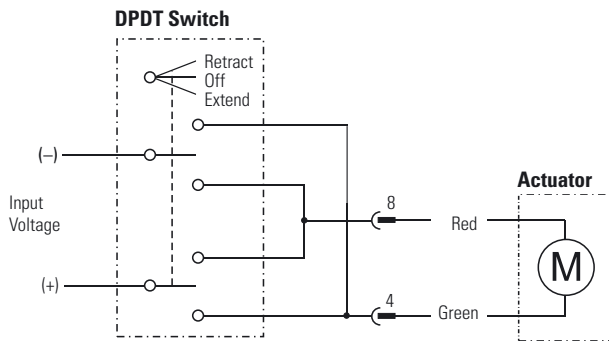 DPDT Switch
Retract
Off
Extend
(–)
Input
Voltage
(+)
8
Red
4
Green
Actuator
M